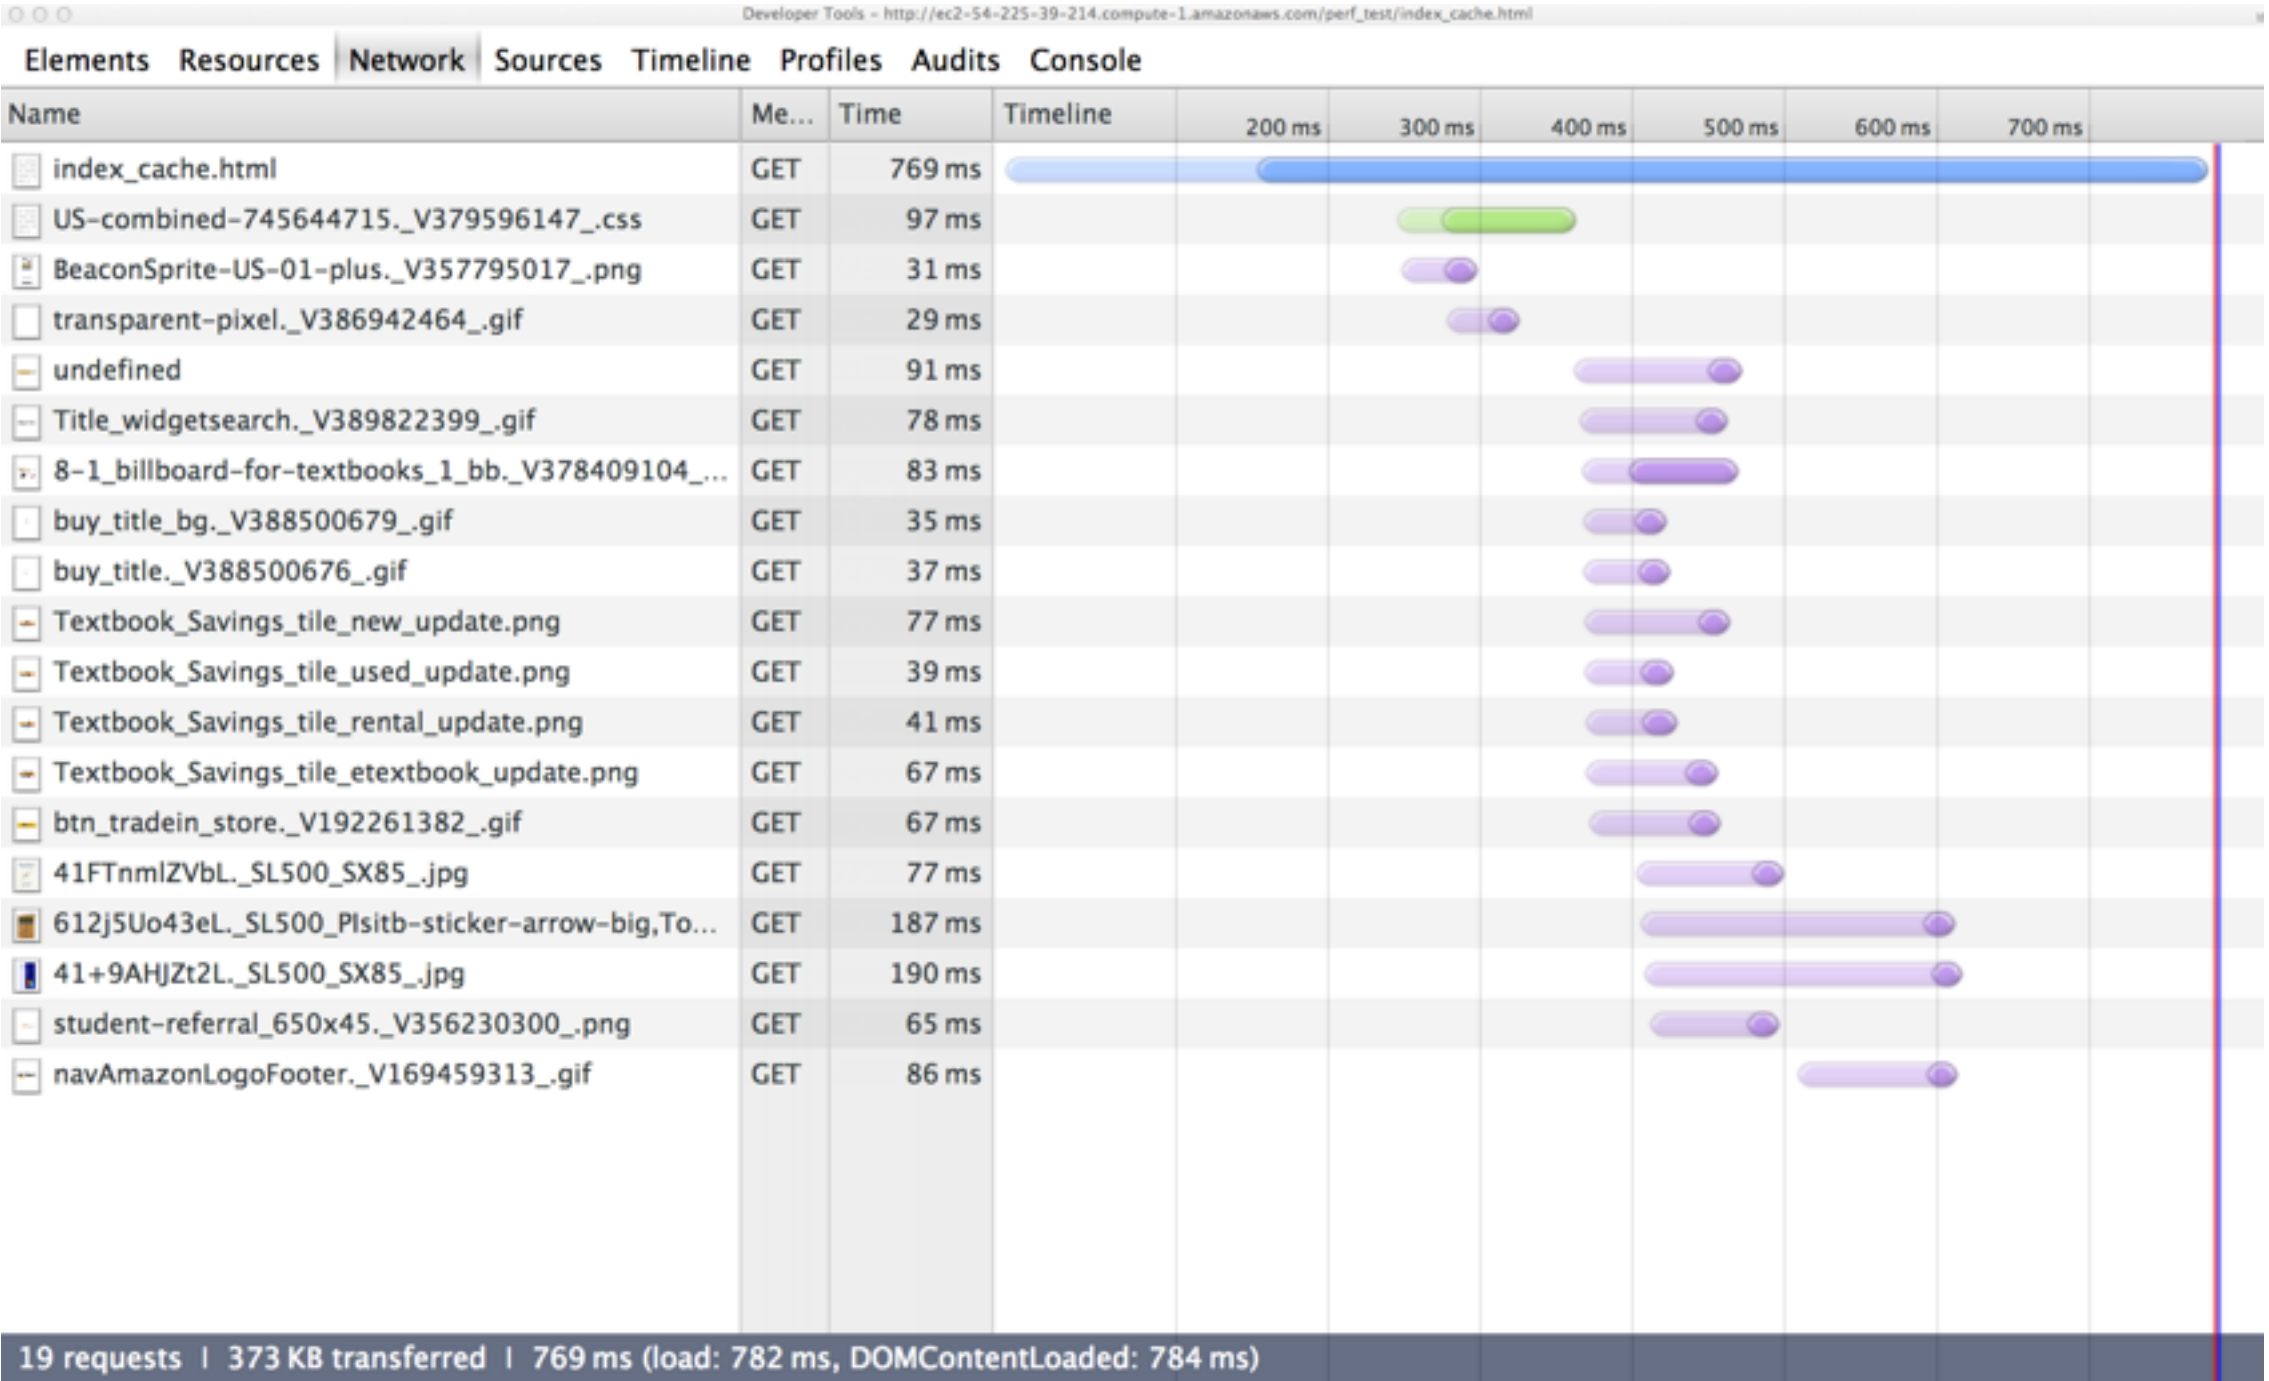 Developer Tools - http://ec2-54-225-39-214.compute-1.amazonaws.com/perf_test/index_cache.html
Elements Resources Network Sources Timeline Profiles Audits Console
Name Me... Time Timeline 200 ms 300 ms 400 ms 500 ms 600 ms 700 ms
index_cache.html GET 769 ms
US-combined-745644715._V379596147_.css GET 97 ms
BeaconSprite-US-01-plus._V357795017_.png GET 31 ms
transparent-pixel._V386942464_.gif GET 29 ms
undefined GET 91 ms
Title_widgetsearch._V389822399_.gif GET 78 ms
8-1_billboard-for-textbooks_1_bb._V378409104_... GET 83 ms
buy_title_bg._V388500679_.gif GET 35 ms
buy_title._V388500676_.gif GET 37 ms
Textbook_Savings_tile_new_update.png GET 77 ms
Textbook_Savings_tile_used_update.png GET 39 ms
Textbook_Savings_tile_rental_update.png GET 41 ms
Textbook_Savings_tile_etextbook_update.png GET 67 ms
btn_tradein_store._V192261382_.gif GET 67 ms
41FTnmlZVbL._SL500_SX85_.jpg GET 77 ms
612j5Uo43eL._SL500_PIsitb-sticker-arrow-big,To... GET 187 ms
41+9AHJZt2L._SL500_SX85_.jpg GET 190 ms
student-referral_650x45._V356230300_.png GET 65 ms
navAmazonLogoFooter._V169459313_.gif GET 86 ms
19 requests | 373 KB transferred | 769 ms (load: 782 ms, DOMContentLoaded: 784 ms)